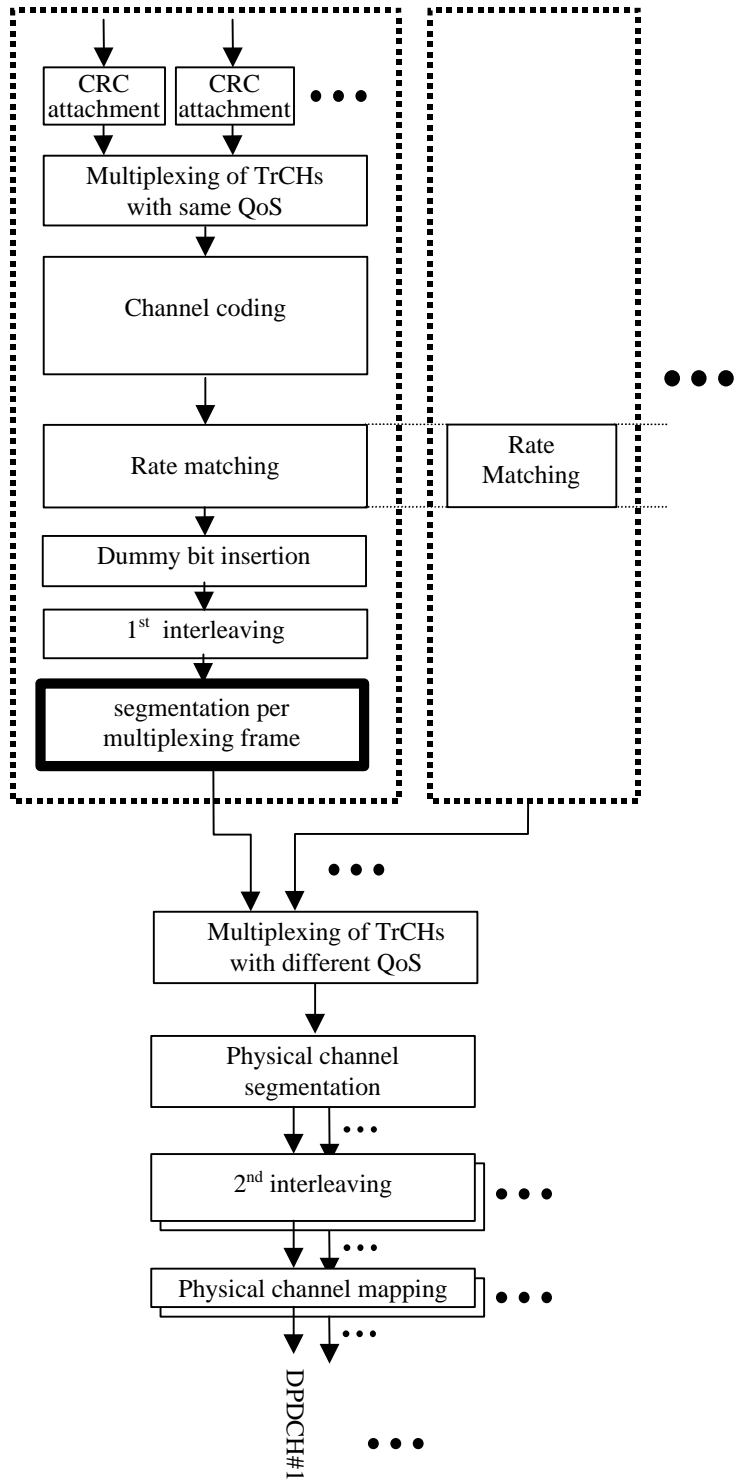 CRC
attachment
CRC
attachment
Multiplexing of TrCHs
with same QoS
Channel coding
Rate matching
Rate
Matching
Dummy bit insertion
1st interleaving
segmentation per
multiplexing frame
Multiplexing of TrCHs
with different QoS
Physical channel
segmentation
2nd interleaving
Physical channel mapping
DPDCH#1